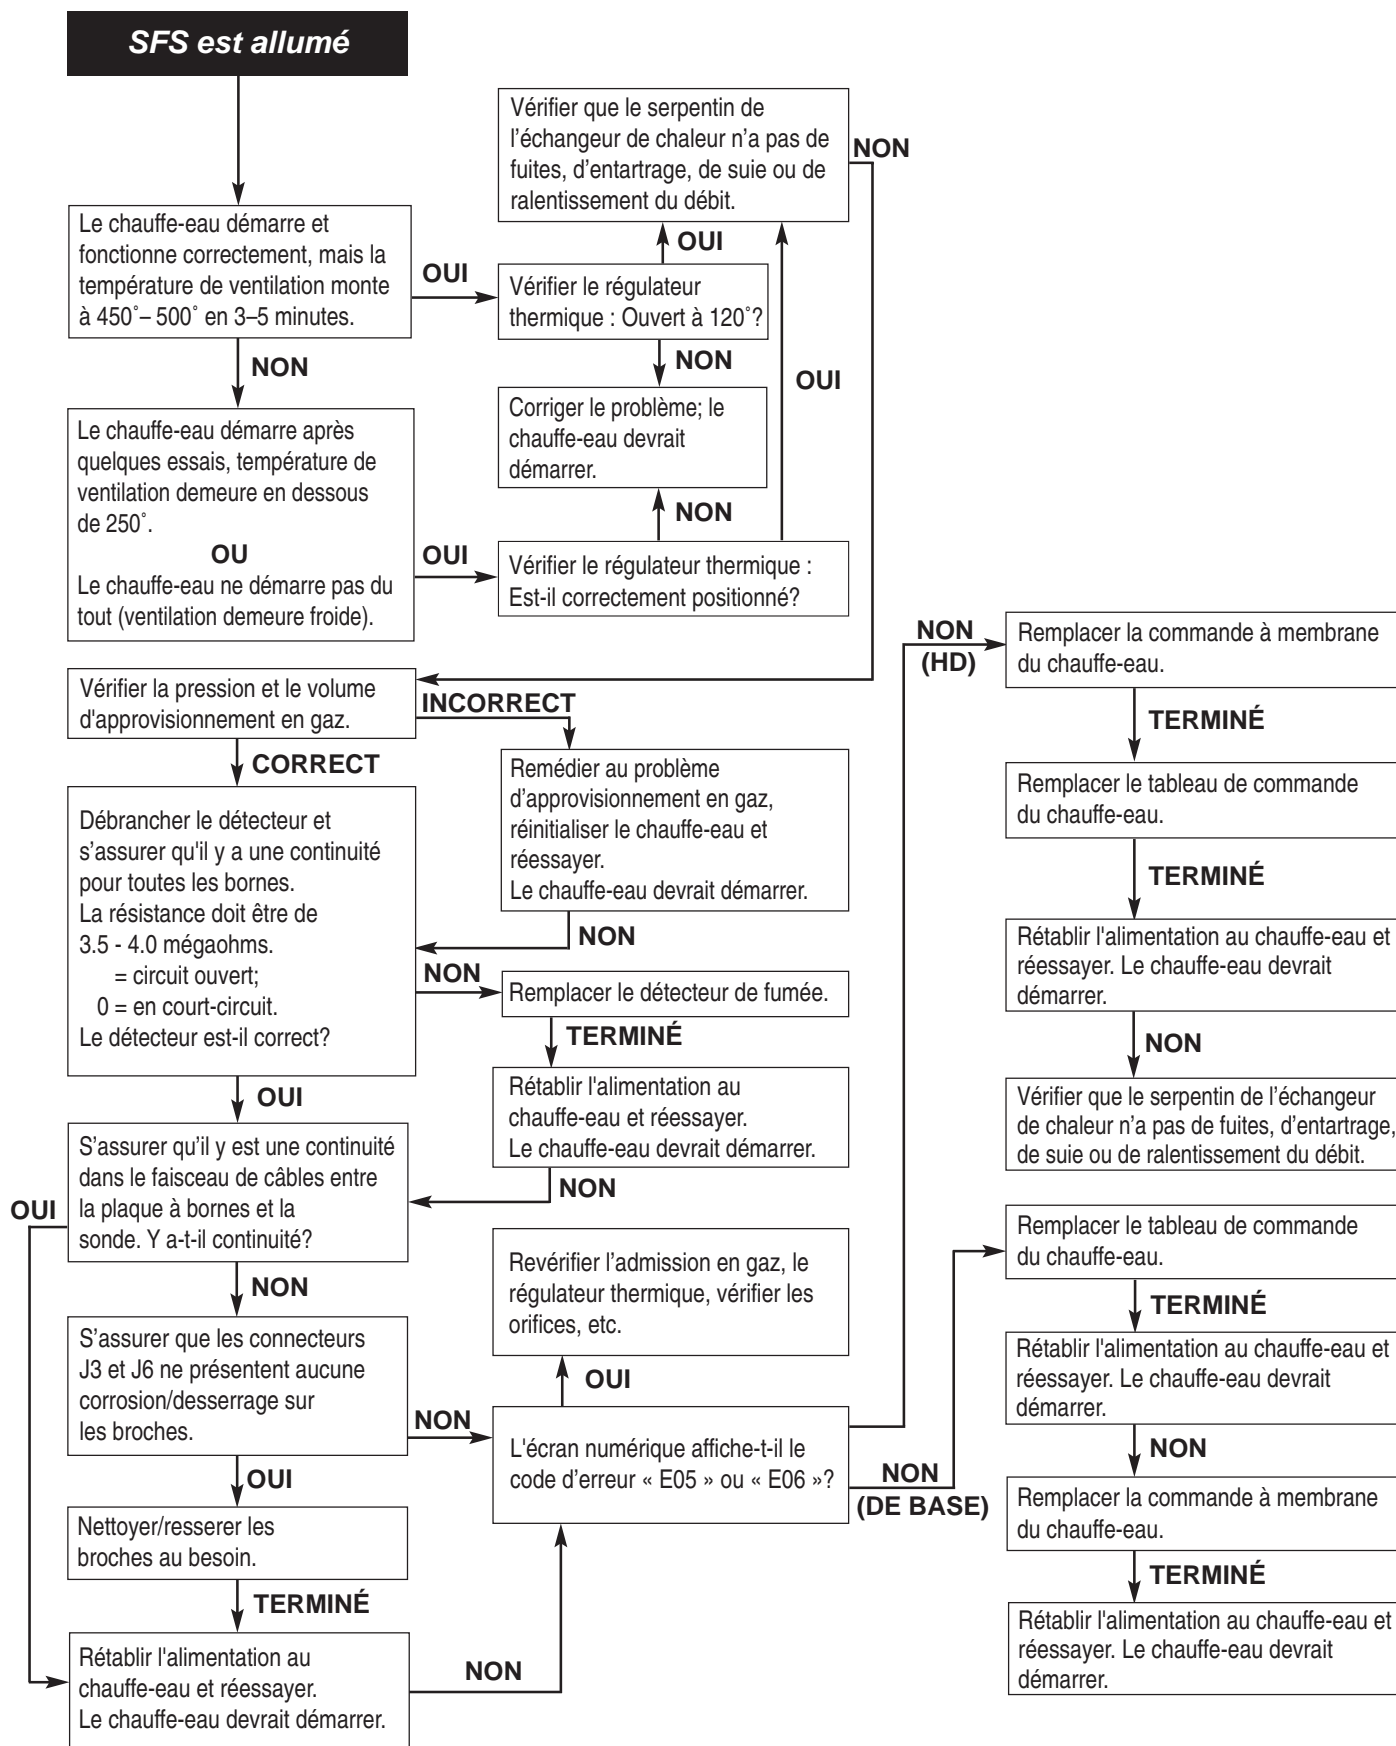 SFS est allumé
Le chauffe-eau démarre et
fonctionne correctement, mais la
température de ventilation monte
à 450˚– 500˚ en 3–5 minutes.
OUI
NON
Vérifier que le serpentin de
l'échangeur de chaleur n'a pas de
fuites, d'entartrage, de suie ou de
ralentissement du débit.
NON
OUI
Vérifier le régulateur
thermique : Ouvert à 120˚?
NON
OUI
Corriger le problème; le
chauffe-eau devrait
démarrer.
NON
Le chauffe-eau démarre après
quelques essais, température de
ventilation demeure en dessous
de 250˚.
OU
Le chauffe-eau ne démarre pas du
tout (ventilation demeure froide).
OUI
Vérifier le régulateur thermique :
Est-il correctement positionné?
Vérifier la pression et le volume
d'approvisionnement en gaz.
INCORRECT
CORRECT
Remédier au problème
d'approvisionnement en gaz,
réinitialiser le chauffe-eau et
réessayer.
Le chauffe-eau devrait démarrer.
NON
Débrancher le détecteur et
s'assurer qu'il y a une continuité
pour toutes les bornes.
La résistance doit être de
3.5 - 4.0 mégaohms.
= circuit ouvert;
0 = en court-circuit.
Le détecteur est-il correct?
NON
Remplacer le détecteur de fumée.
TERMINÉ
OUI
Rétablir l'alimentation au
chauffe-eau et réessayer.
Le chauffe-eau devrait démarrer.
NON
S'assurer qu'il y est une continuité
dans le faisceau de câbles entre
la plaque à bornes et la
sonde. Y a-t-il continuité?
OUI
NON
Revérifier l'admission en gaz, le
régulateur thermique, vérifier les
orifices, etc.
OUI
S'assurer que les connecteurs
J3 et J6 ne présentent aucune
corrosion/desserrage sur
les broches.
NON
OUI
L'écran numérique affiche-t-il le
code d'erreur « E05 » ou « E06 »?
NON
(DE BASE)
Nettoyer/resserer les
broches au besoin.
TERMINÉ
Rétablir l'alimentation au
chauffe-eau et réessayer.
Le chauffe-eau devrait démarrer.
NON
NON
(HD)
Remplacer la commande à membrane
du chauffe-eau.
TERMINÉ
Remplacer le tableau de commande
du chauffe-eau.
TERMINÉ
Rétablir l'alimentation au chauffe-eau et
réessayer. Le chauffe-eau devrait
démarrer.
NON
Vérifier que le serpentin de l'échangeur
de chaleur n'a pas de fuites, d'entartrage,
de suie ou de ralentissement du débit.
Remplacer le tableau de commande
du chauffe-eau.
TERMINÉ
Rétablir l'alimentation au chauffe-eau et
réessayer. Le chauffe-eau devrait
démarrer.
NON
Remplacer la commande à membrane
du chauffe-eau.
TERMINÉ
Rétablir l'alimentation au chauffe-eau et
réessayer. Le chauffe-eau devrait
démarrer.